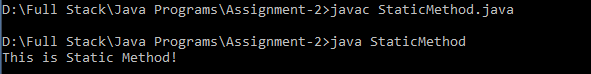 D:\Full Stack\Java Programs\Assignment-2>javac StaticMethod.java
D:\Full Stack\Java Programs\Assignment-2>java StaticMethod
This is Static Method!